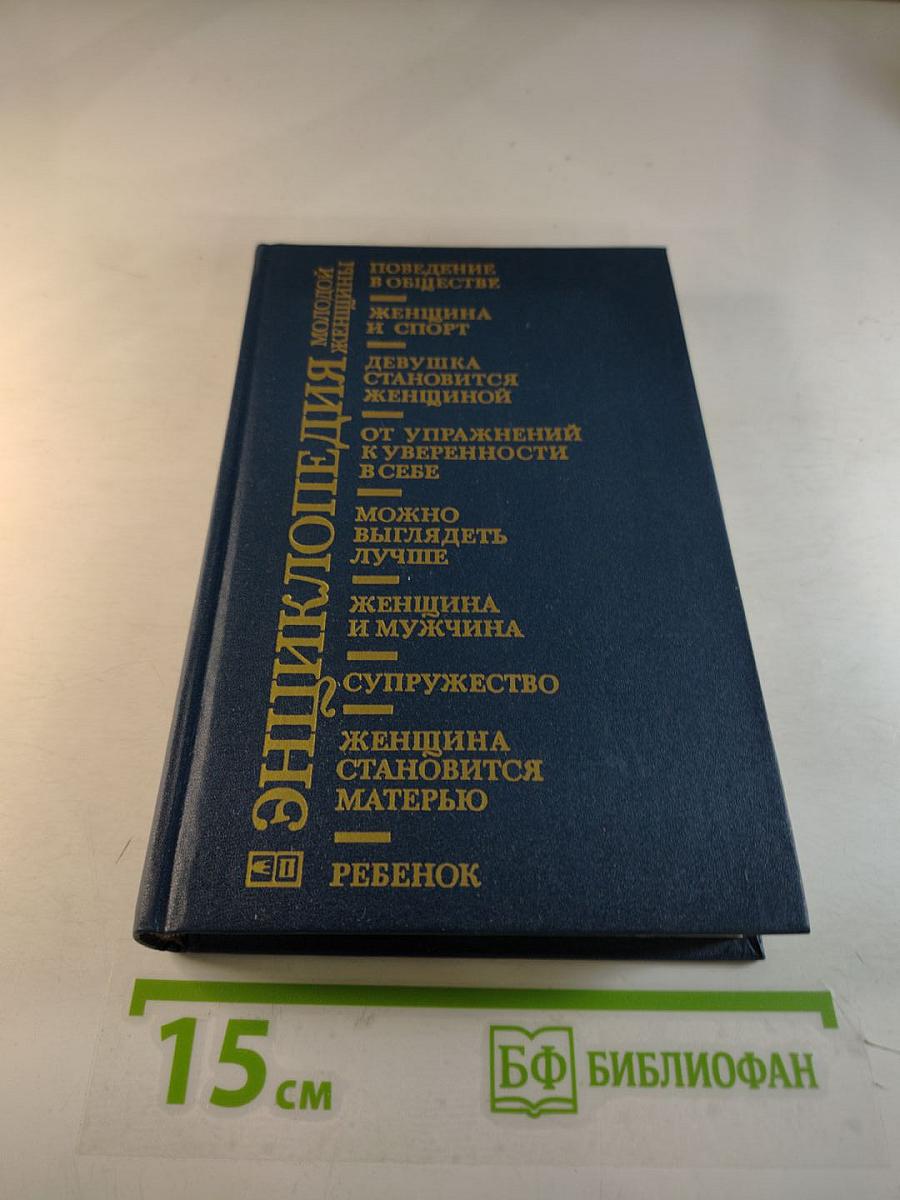 ЭНЦИКЛОПЕДИЯ
МОЛОДОЙ
ЖЕНЩИНЫ
ПОВЕДЕНИЕ
В ОБЩЕСТВЕ
ЖЕНЩИНА
И СПОРТ
ДЕВУШКА
СТАНОВИТСЯ
ЖЕНЩИНОЙ
ОТ УПРАЖНЕНИЙ
К УВЕРЕННОСТИ
В СЕБЕ
МОЖНО
ВЫГЛЯДЕТЬ
ЛУЧШЕ
ЖЕНЩИНА
И МУЖЧИНА
СУПРУЖЕСТВО
ЖЕНЩИНА
СТАНОВИТСЯ
МАТЕРЬЮ
РЕБЕНОК
15 см
БФ БИБЛИОФАН